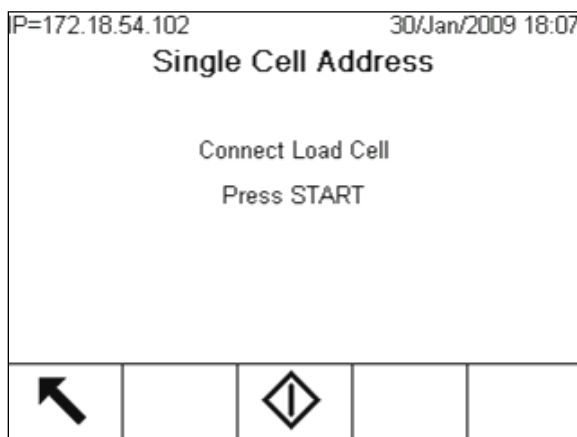 IP=172.18.54.102 30/Jan/2009 18:07
Single Cell Address
Connect Load Cell
Press START